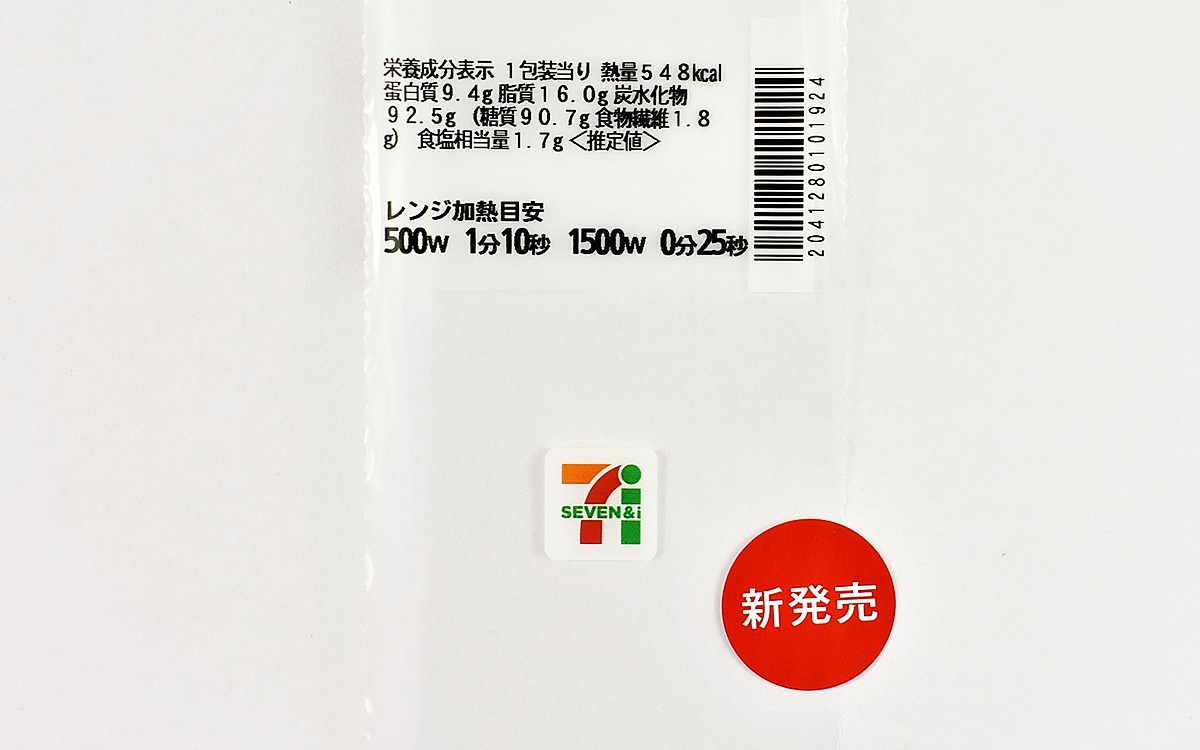 栄養成分表示 1包装当り 熱量548kcal
蛋白質9.4g 脂質16.0g 炭水化物
92.5g (糖質90.7g 食物繊維1.8
g) 食塩相当量1.7g <推定値>
レンジ加熱目安
500W 1分10秒 1500W 0分25秒
2041280101924
SEVEN&i
新発売